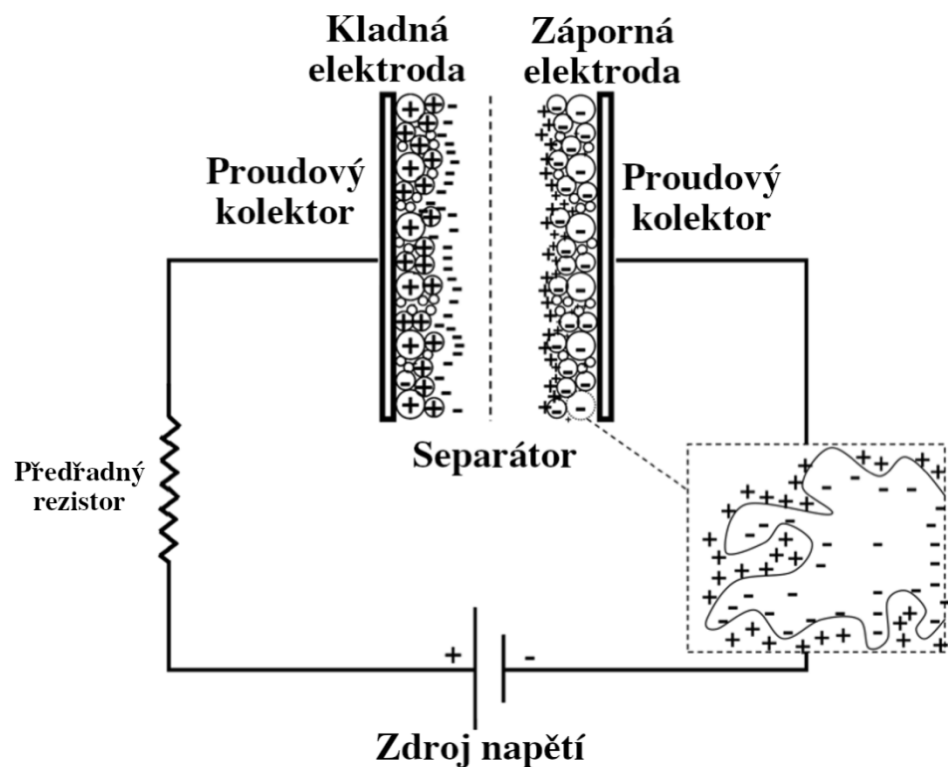 Kladná
elektroda
Záporná
elektroda
Proudový
kolektor
Proudový
kolektor
Separátor
Předřadný
rezistor
+ -
Zdroj napětí